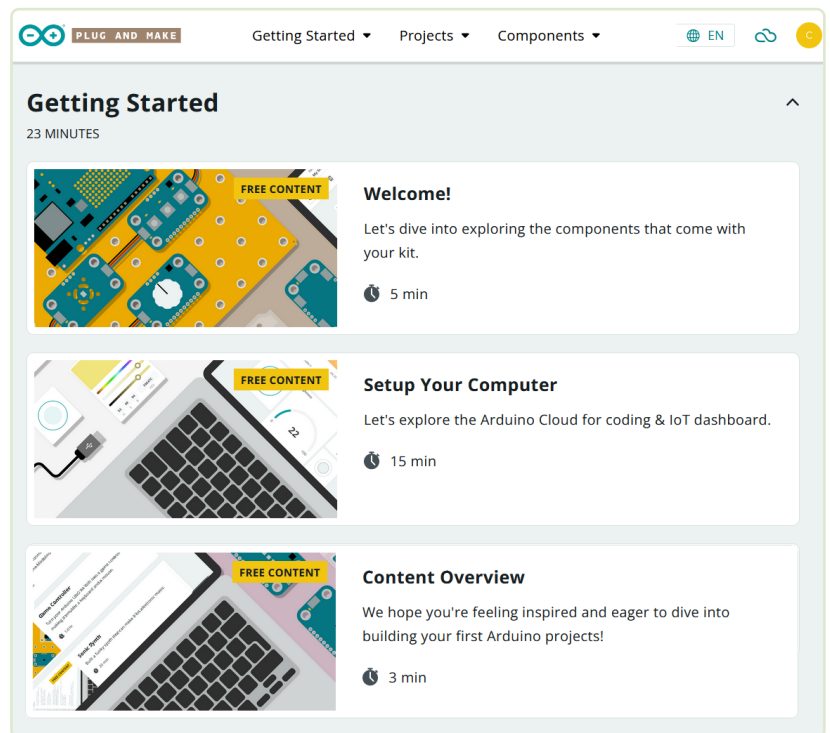 PLUG AND MAKE
Getting Started
Projects
Components
EN
C
Getting Started
23 MINUTES
FREE CONTENT
Welcome!
Let's dive into exploring the components that come with
your kit.
5 min
FREE CONTENT
22
Setup Your Computer
Let's explore the Arduino Cloud for coding & IoT dashboard.
15 min
FREE CONTENT
Game Controller
Sonic Synth
Content Overview
We hope you're feeling inspired and eager to dive into
building your first Arduino projects!
3 min